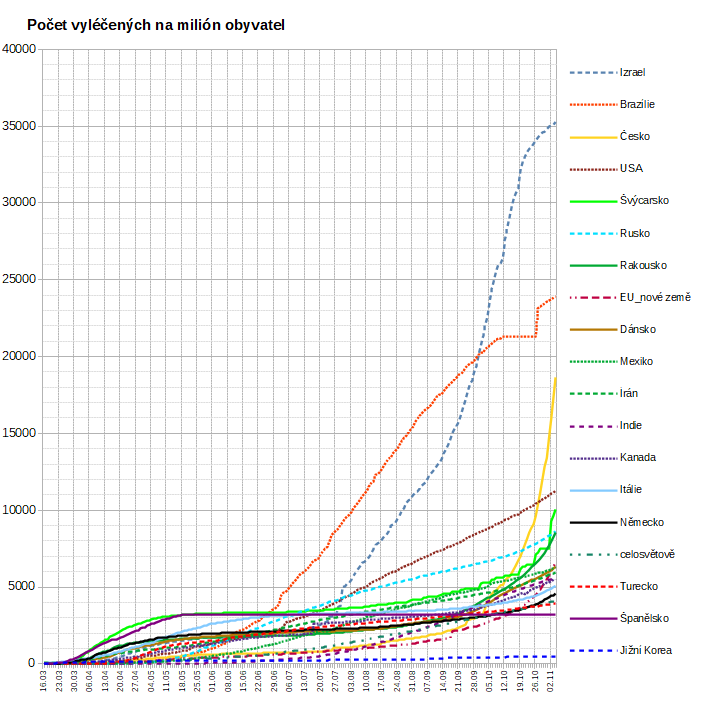 Počet vyléčených na milión obyvatel
40000
35000
30000
25000
20000
15000
10000
5000
0
16.03
23.03
30.03
06.04
13.04
20.04
27.04
04.05
11.05
18.05
25.05
01.06
08.06
15.06
22.06
29.06
06.07
13.07
20.07
27.07
03.08
10.08
17.08
24.08
31.08
07.09
14.09
21.09
28.09
05.10
12.10
19.10
26.10
02.11
Izrael
Brazílie
Česko
USA
Švýcarsko
Rusko
Rakousko
EU_nové země
Dánsko
Mexiko
Írán
Indie
Kanada
Itálie
Německo
celosvětově
Turecko
Španělsko
Jižní Korea